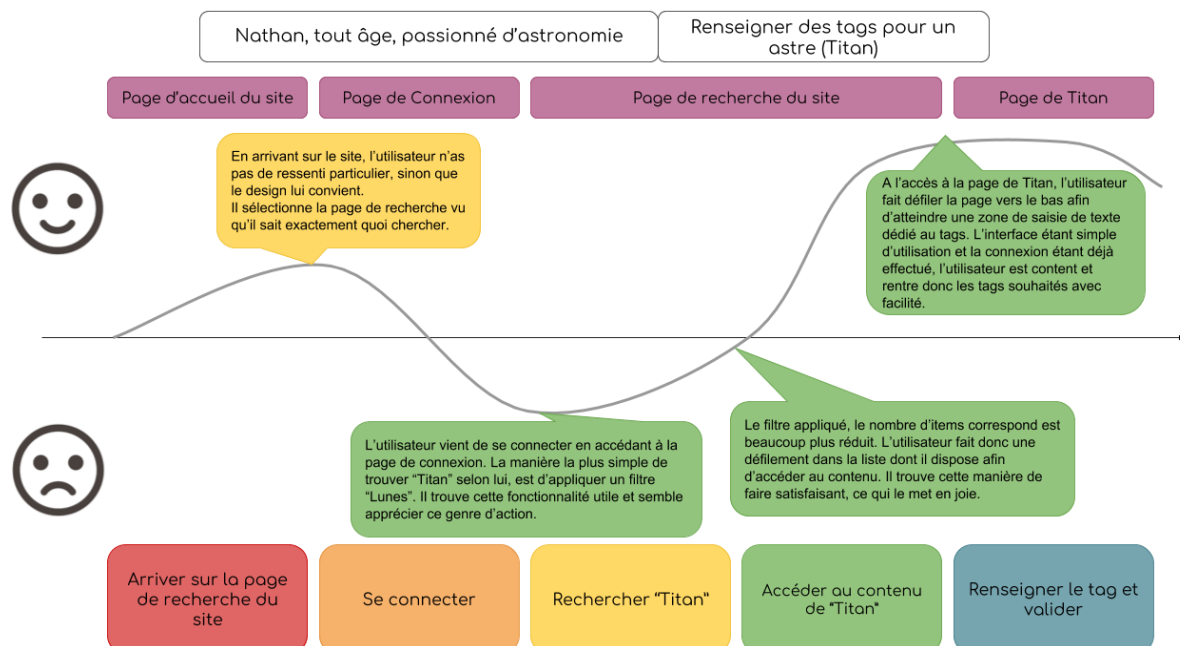 Nathan, tout âge, passionné d’astronomie
Renseigner des tags pour un
astre (Titan)
Page d’accueil du site
Page de Connexion
Page de recherche du site
Page de Titan
En arrivant sur le site, l’utilisateur n’as
pas de ressenti particulier, sinon que
le design lui convient.
Il sélectionne la page de recherche vu
qu’il sait exactement quoi chercher.
A l’accès à la page de Titan, l’utilisateur
fait défiler la page vers le bas afin
d’atteindre une zone de saisie de texte
dédié au tags. L’interface étant simple
d’utilisation et la connexion étant déjà
effectué, l’utilisateur est content et
rentre donc les tags souhaités avec
facilité.
L’utilisateur vient de se connecter en accédant à la
page de connexion. La manière la plus simple de
trouver “Titan” selon lui, est d’appliquer un filtre
“Lunes”. Il trouve cette fonctionnalité utile et semble
apprécier ce genre d’action.
Le filtre appliqué, le nombre d’items correspond est
beaucoup plus réduit. L’utilisateur fait donc une
défilement dans la liste dont il dispose afin
d’accéder au contenu. Il trouve cette manière de
faire satisfaisant, ce qui le met en joie.
Arriver sur la page
de recherche du
site
Se connecter
Rechercher “Titan”
Accéder au contenu
de “Titan”
Renseigner le tag et
valider